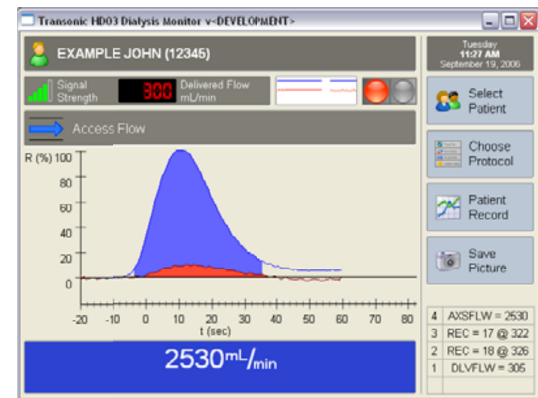 Transonic HD03 Dialysis Monitor v-<DEVELOPMENT>
EXAMPLE JOHN (12345)
Tuesday
11:27 AM
September 19, 2006
Signal
Strength
300
Delivered Flow
mL/min
Select
Patient
Access Flow
Choose
Protocol
R (%) 100
80
60
40
20
0
Patient
Record
Save
Picture
-20 -10 0 10 20 30 40 50 60 70 80
t (sec)
2530mL/min
4 AXSFLW = 2530
3 REC = 17 @ 322
2 REC = 18 @ 326
1 DLVFLW = 305